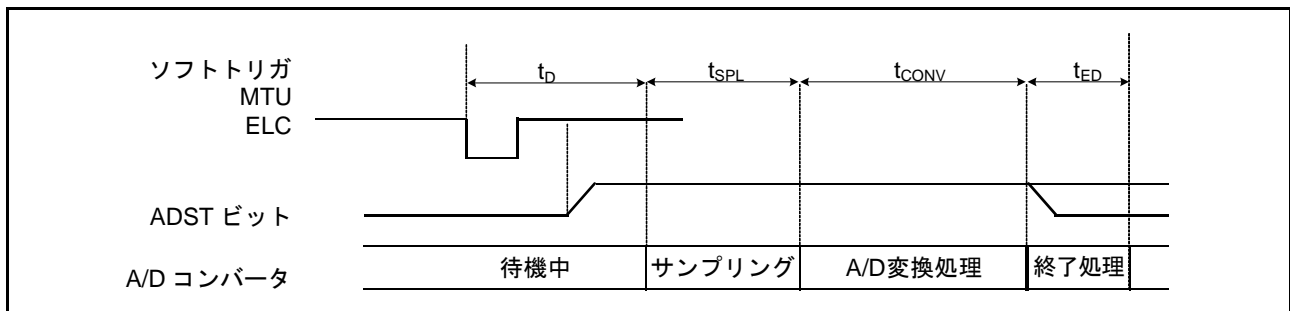 ソフトトリガ
MTU
ELC
tD
tSPL
tCONV
tED
ADST ビット
A/D コンバータ
待機中
サンプリング
A/D変換処理
終了処理